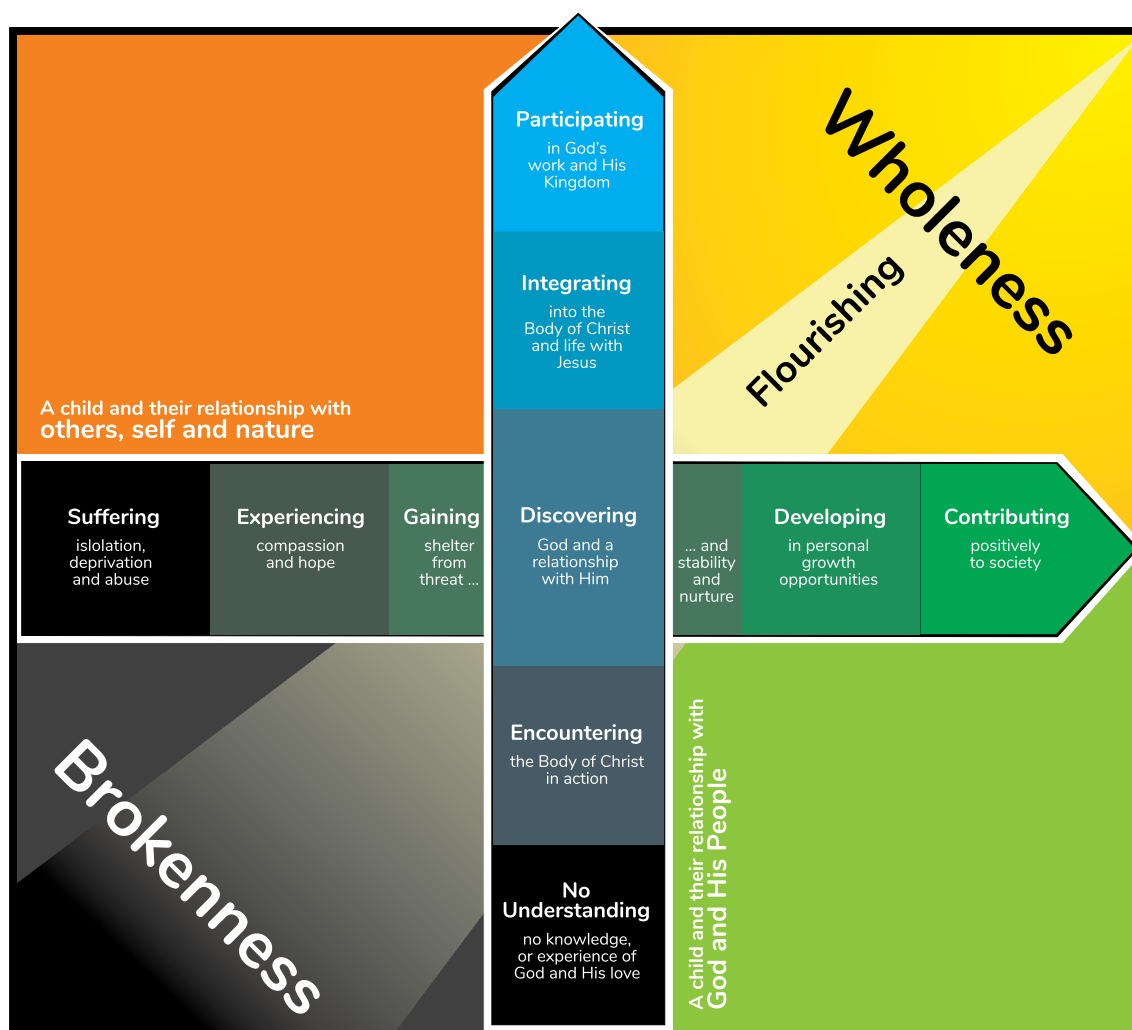 Participating
in God's
work and His
Kingdom
Wholeness
Flourishing
Integrating
into the
Body of Christ
and life with
Jesus
A child and their relationship with
others, self and nature
Suffering
islolation,
deprivation
and abuse
Experiencing
compassion
and hope
Gaining
shelter
from
threat ...
Discovering
God and a
relationship
with Him
... and
stability
and
nurture
Developing
in personal
growth
opportunities
Contributing
positively
to society
Brokenness
Encountering
the Body of Christ
in action
No
Understanding
no knowledge,
or experience of
God and His love
A child and their relationship with
God and His People